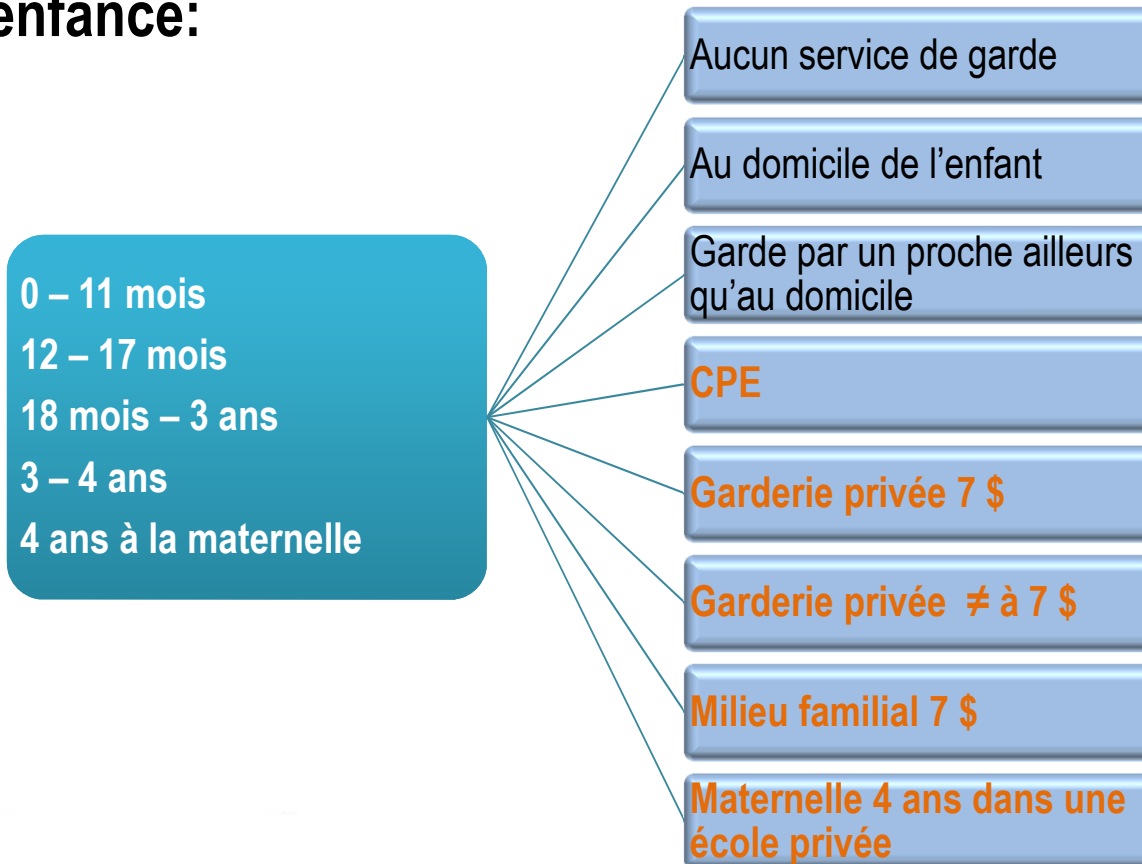 enfance:
0 – 11 mois
12 – 17 mois
18 mois – 3 ans
3 – 4 ans
4 ans à la maternelle
Aucun service de garde
Au domicile de l’enfant
Garde par un proche ailleurs
qu’au domicile
CPE
Garderie privée 7 $
Garderie privée ≠ à 7 $
Milieu familial 7 $
Maternelle 4 ans dans une
école privée